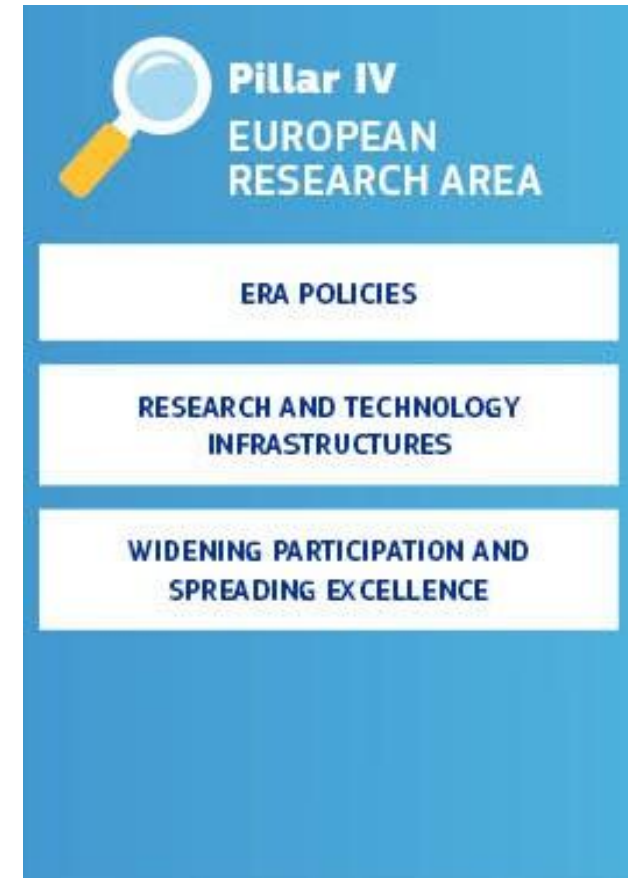 Pillar IV
EUROPEAN
RESEARCH AREA
ERA POLICIES
RESEARCH AND TECHNOLOGY
INFRASTRUCTURES
WIDENING PARTICIPATION AND
SPREADING EXCELLENCE